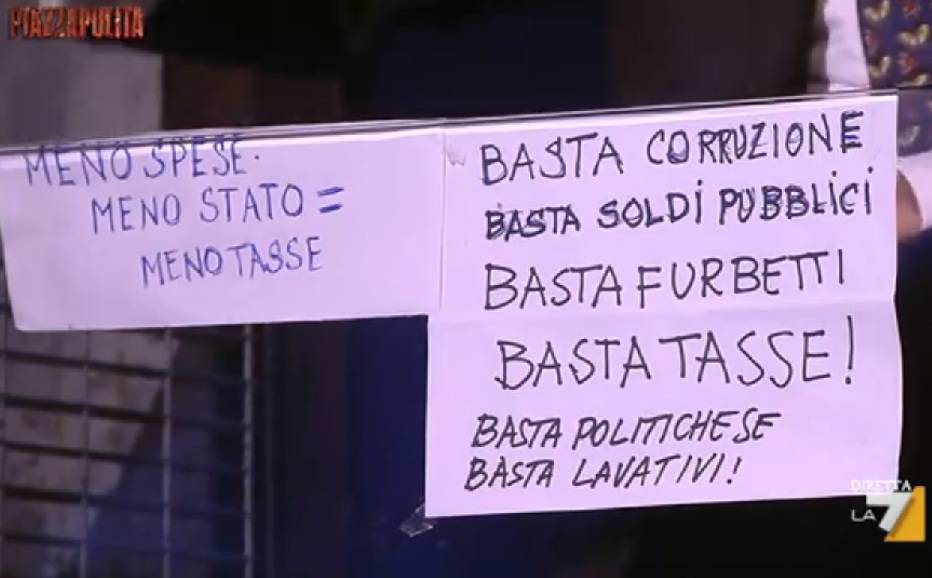 PIAZZAPULITA
MENO SPESE.
MENO STATO =
MENO TASSE
BASTA CORRUZIONE
BASTA SOLDI PUBBLICI
BASTA FURBETTI
BASTA TASSE!
BASTA POLITICHESE
BASTA LAVATIVI!
DIRETTA
LA7